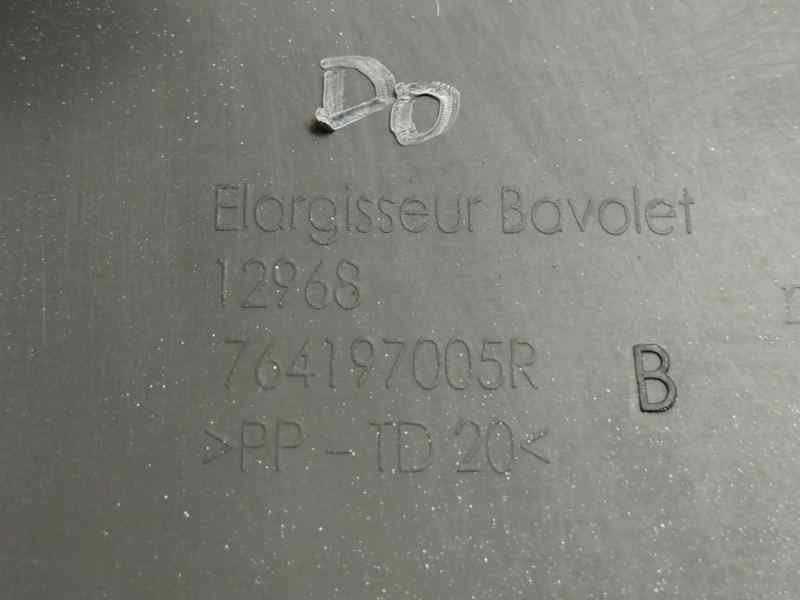 DO
Elargisseur Bavolet
12968
764197005R
B
>PP - TD 20<